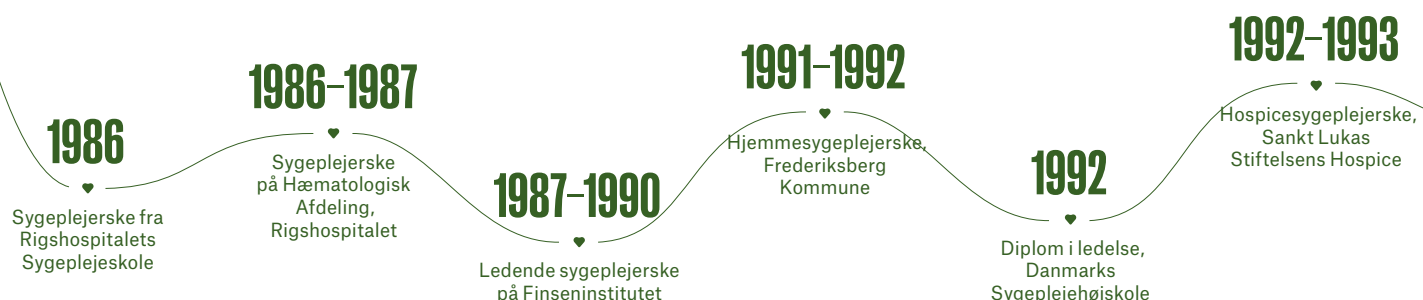 1986
Sygeplejerske fra
Rigshospitalets
Sygeplejeskole
1986–1987
Sygeplejerske
på Hæmatologisk
Afdeling,
Rigshospitalet
1987–1990
Ledende sygeplejerske
på Finseninstitutet
1991–1992
Hjemmesygeplejerske,
Frederiksberg
Kommune
1992
Diplom i ledelse,
Danmarks
Sygeplejehøjskole
1992–1993
Hospicesygeplejerske,
Sankt Lukas
Stiftelsens Hospice